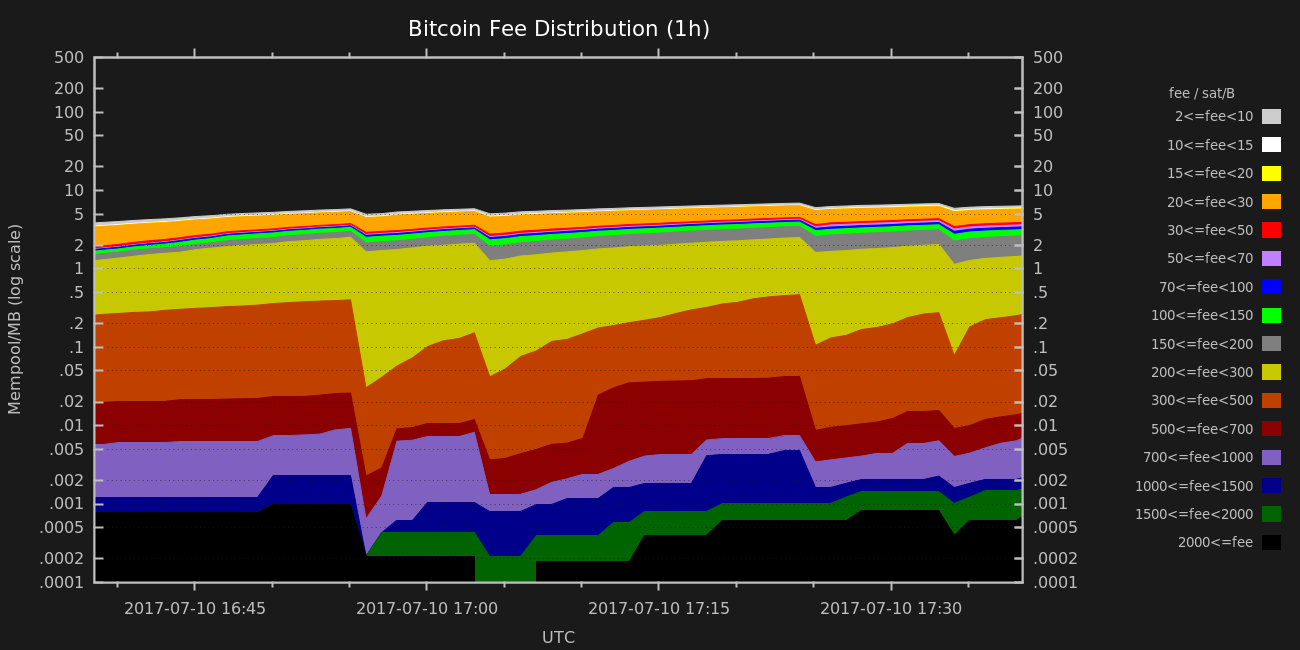 Bitcoin Fee Distribution (1h)
500
200
100
50
20
10
5
2
1
.5
.2
.1
.05
.02
.01
.005
.002
.001
.0005
.0002
.0001
Mempool/MB (log scale)
500
200
100
50
20
10
5
2
1
.5
.2
.1
.05
.02
.01
.005
.002
.001
.0005
.0002
.0001
2017-07-10 16:45
2017-07-10 17:00
2017-07-10 17:15
2017-07-10 17:30
UTC
fee / sat/B
2<=fee<10
10<=fee<15
15<=fee<20
20<=fee<30
30<=fee<50
50<=fee<70
70<=fee<100
100<=fee<150
150<=fee<200
200<=fee<300
300<=fee<500
500<=fee<700
700<=fee<1000
1000<=fee<1500
1500<=fee<2000
2000<=fee